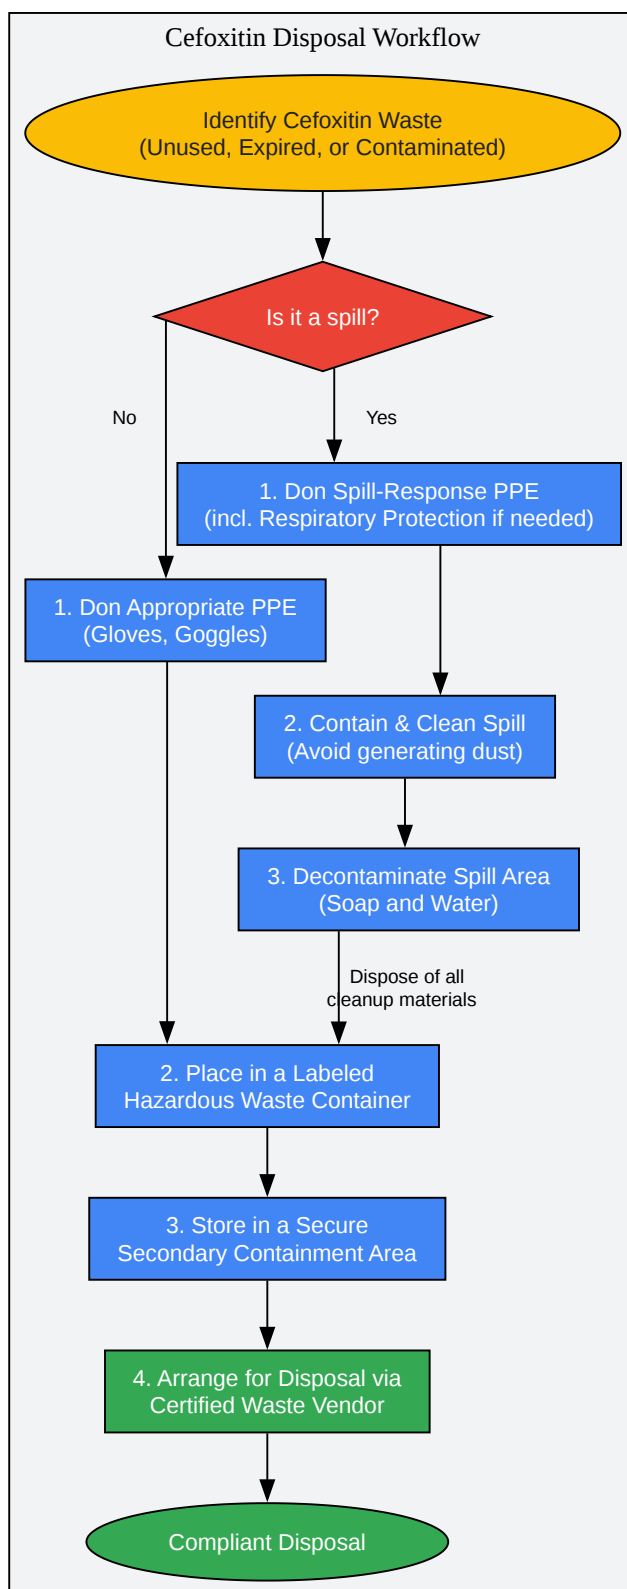 Cefoxitin Disposal Workflow
Identify Cefoxitin Waste
(Unused, Expired, or Contaminated)
Is it a spill?
No
Yes
1. Don Spill-Response PPE
(incl. Respiratory Protection if needed)
1. Don Appropriate PPE
(Gloves, Goggles)
2. Contain & Clean Spill
(Avoid generating dust)
3. Decontaminate Spill Area
(Soap and Water)
Dispose of all
cleanup materials
2. Place in a Labeled
Hazardous Waste Container
3. Store in a Secure
Secondary Containment Area
4. Arrange for Disposal via
Certified Waste Vendor
Compliant Disposal